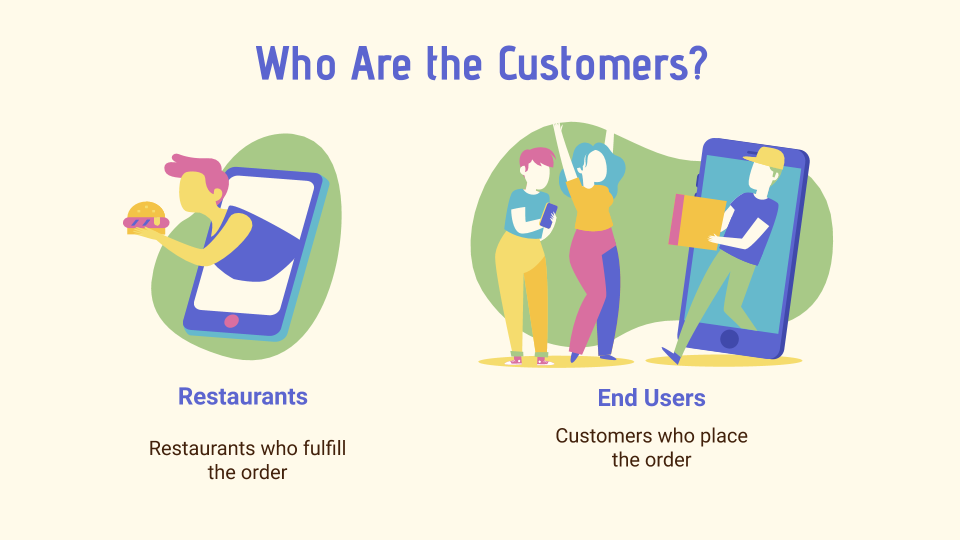 Who Are the Customers?
Restaurants
Restaurants who fulfill
the order
End Users
Customers who place
the order